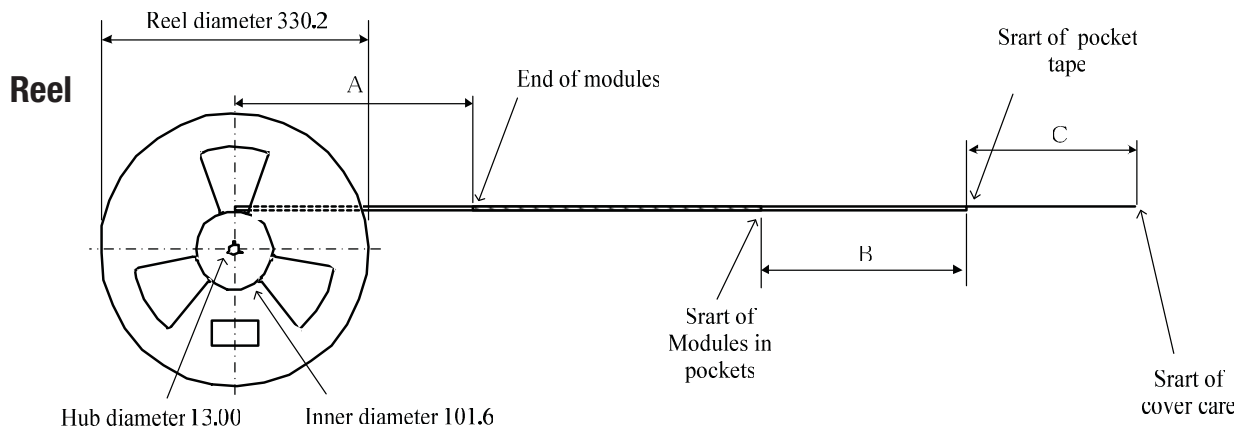 Reel diameter 330.2
Reel
A
End of modules
Srart of pocket
tape
C
B
Srart of
Modules in
pockets
Srart of
cover care
Hub diameter 13.00
Inner diameter 101.6